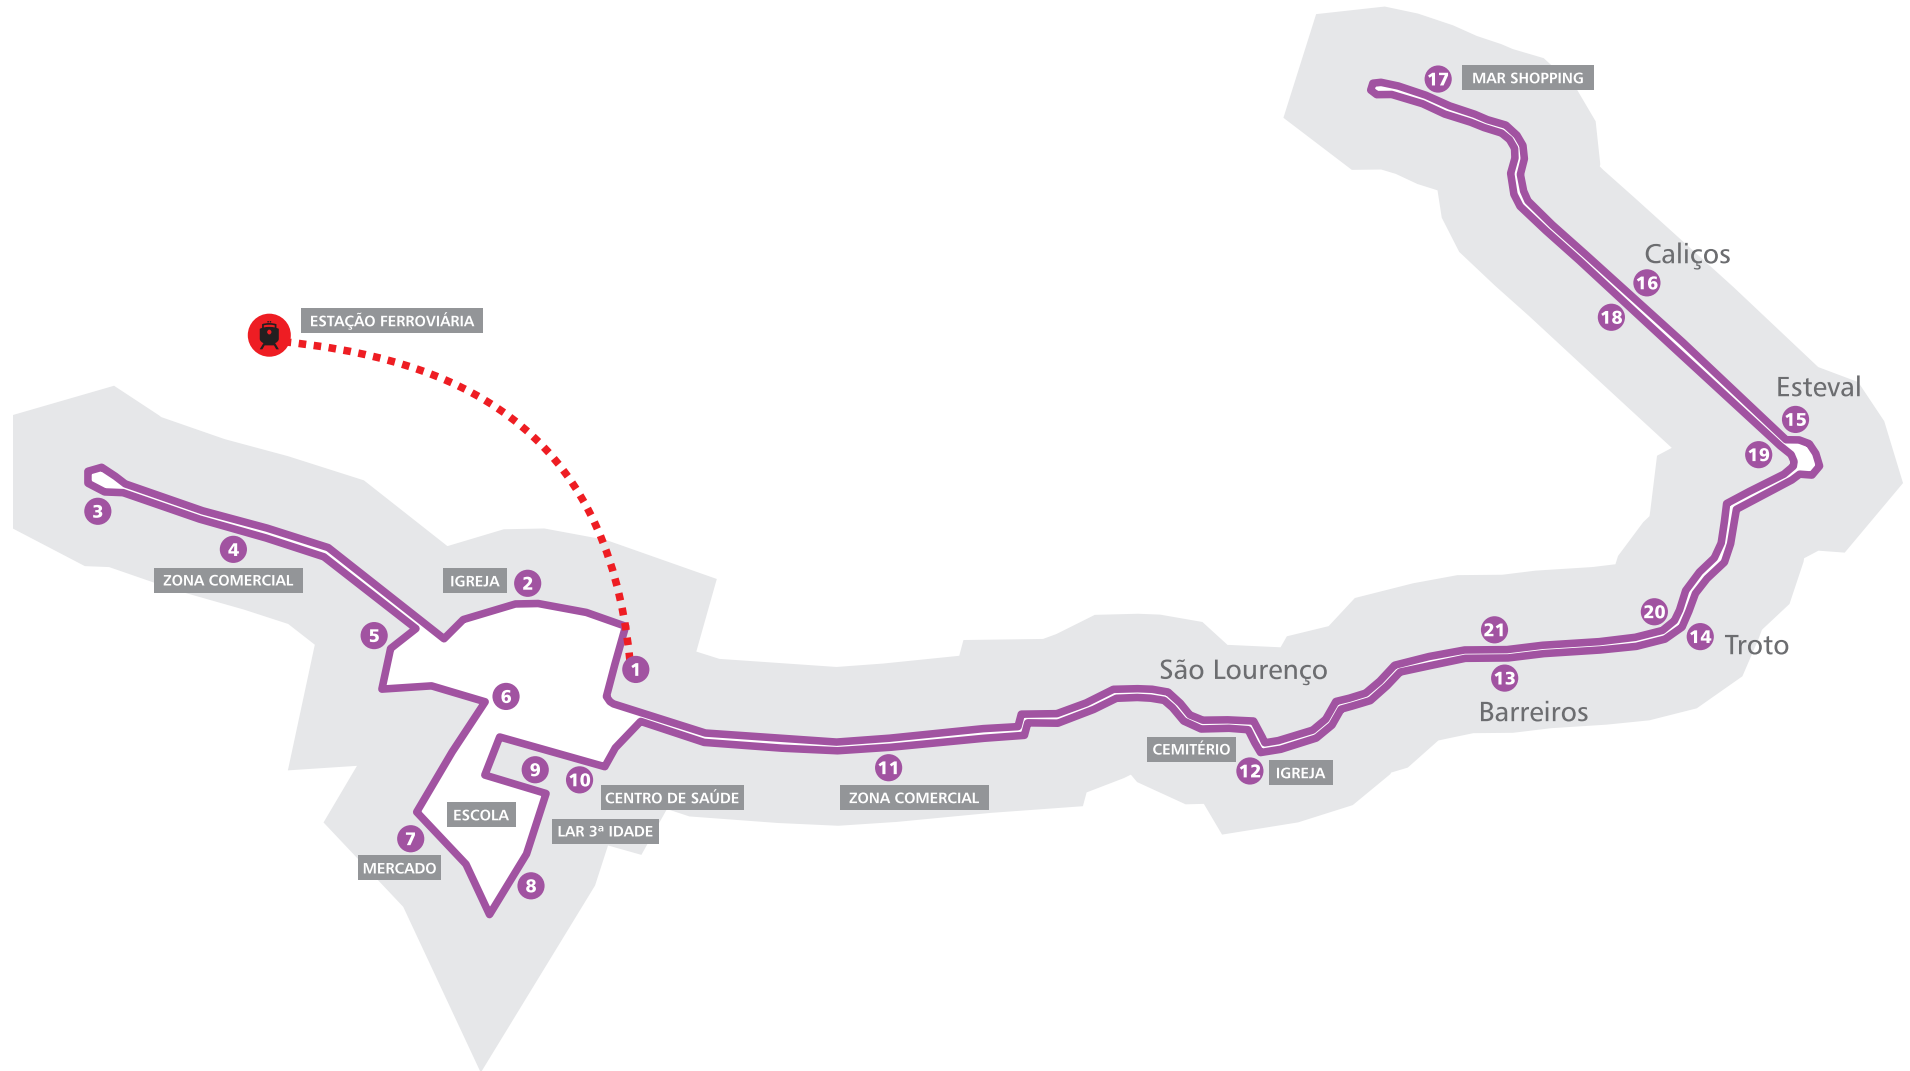 17
MAR SHOPPING
Caliços
16
18
ESTAÇÃO FERROVIÁRIA
Esteval
15
19
3
4
ZONA COMERCIAL
IGREJA
2
5
1
6
20
21
14
Troto
São Lourenço
13
Barreiros
CEMITÉRIO
12
IGREJA
9
10
11
CENTRO DE SAÚDE
ZONA COMERCIAL
ESCOLA
LAR 3ª IDADE
7
MERCADO
8